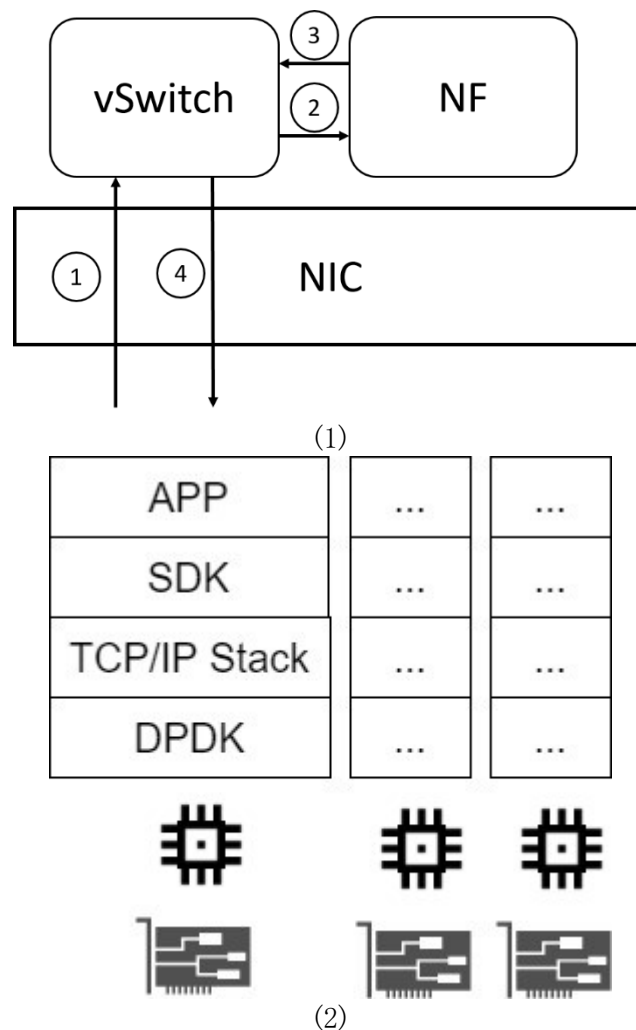 3
vSwitch
2
NF
1
4
NIC
(1)
APP ... ...
SDK ... ...
TCP/IP Stack ... ...
DPDK ... ...
(2)